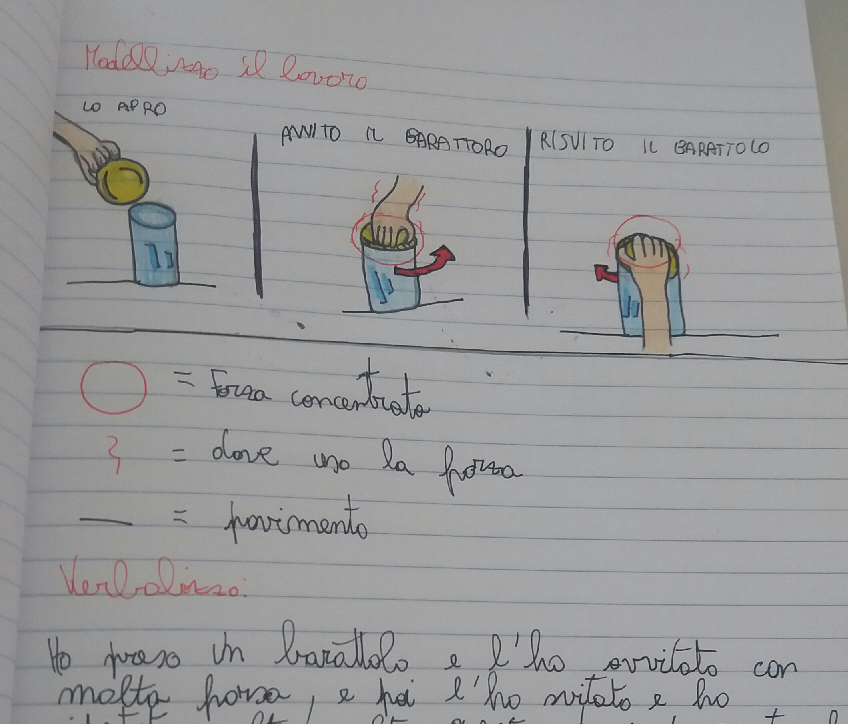 Modellizzo il lavoro
LO APRO
AVVITO IL BARATTORO
RISVITO IL BARATTOLO
= Forza concentrata
= dove uso la forza
= pavimento
Verbalizzo:
Ho preso un barattolo e l'ho avvitato con
molta forza, e poi l'ho svitato e ho